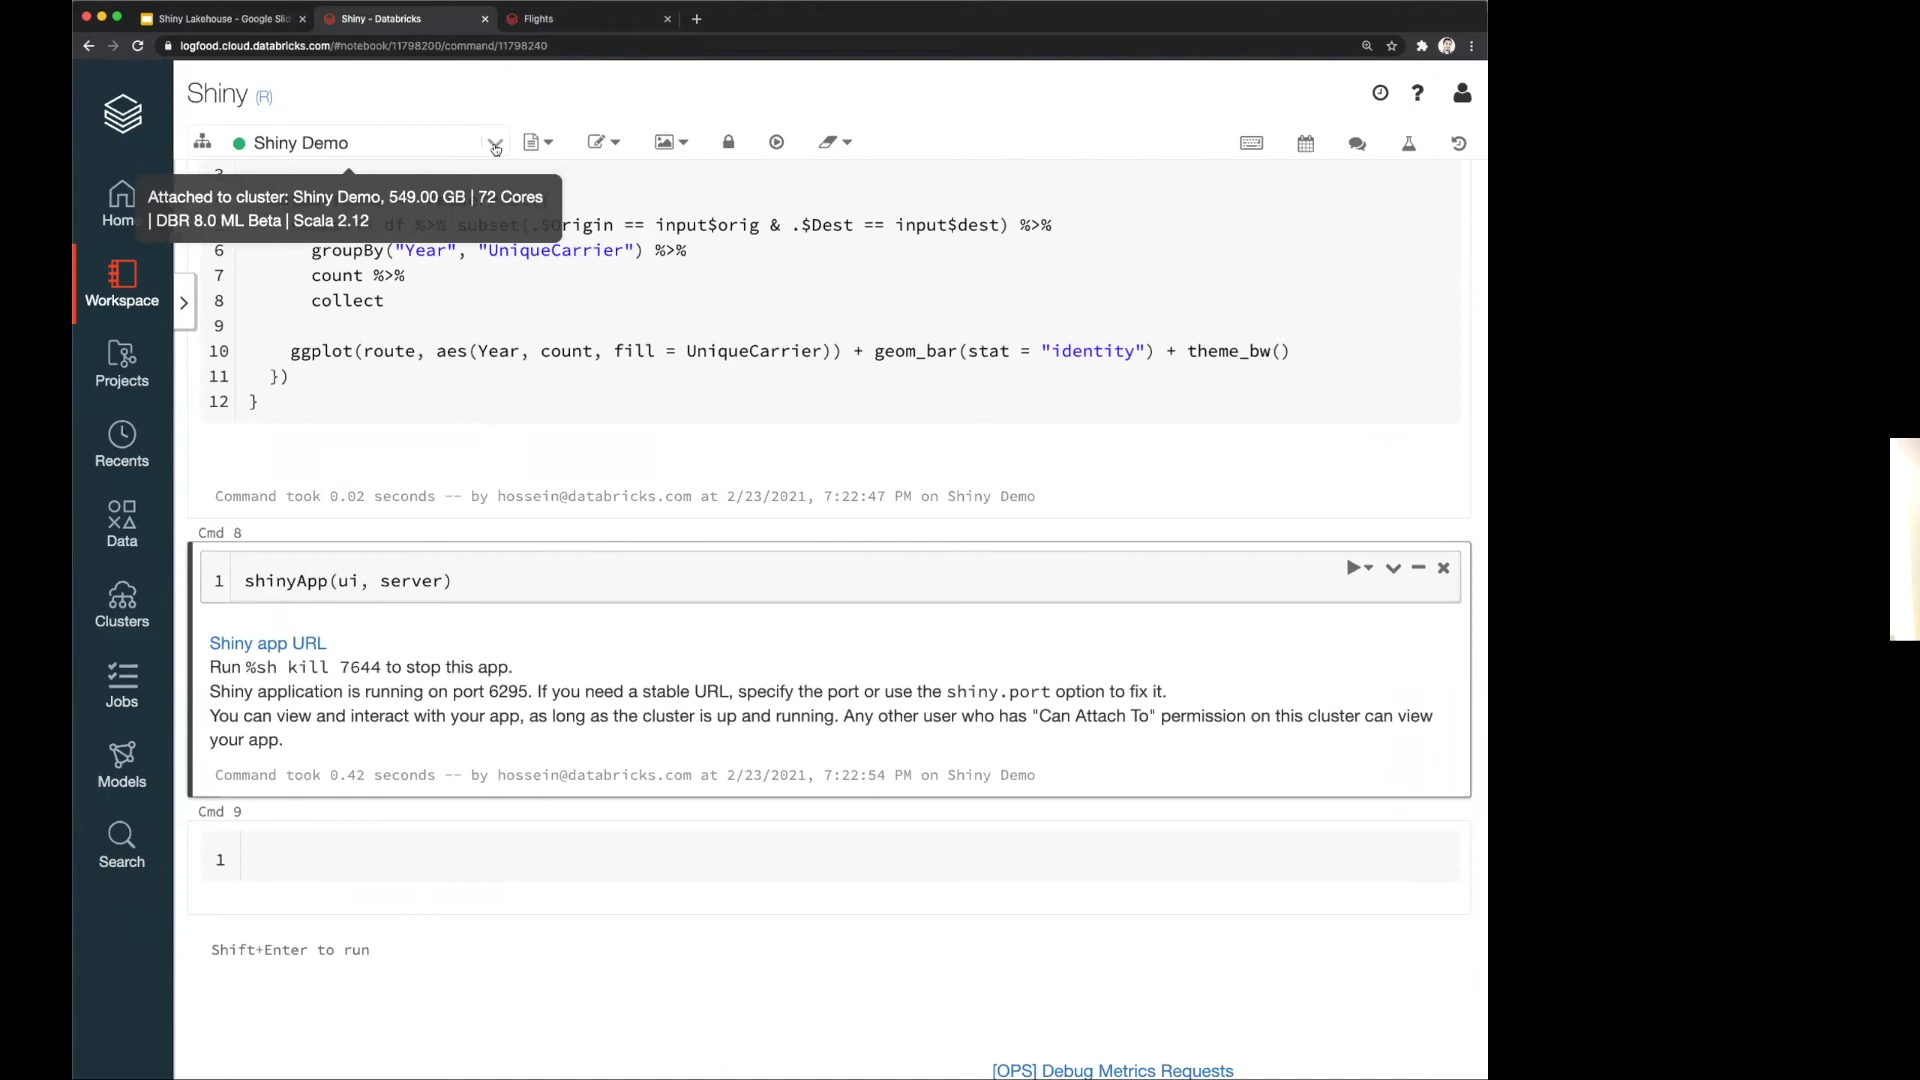 Shiny Lakehouse - Google Slid
Shiny - Databricks
Flights
logfood.cloud.databricks.com/#notebook/11798200/command/11798240
Shiny (R)
Shiny Demo
Attached to cluster: Shiny Demo, 549.00 GB | 72 Cores
| DBR 8.0 ML Beta | Scala 2.12
Home
Workspace
Projects
Recents
Data
Clusters
Jobs
Models
Search
df %>% subset(.$Origin == input$orig & .$Dest == input$dest) %>%
6 groupBy("Year", "UniqueCarrier") %>%
7 count %>%
8 collect
9
10 ggplot(route, aes(Year, count, fill = UniqueCarrier)) + geom_bar(stat = "identity") + theme_bw()
11 })
12 }
Command took 0.02 seconds -- by hossein@databricks.com at 2/23/2021, 7:22:47 PM on Shiny Demo
Cmd 8
1 shinyApp(ui, server)
Shiny app URL
Run %sh kill 7644 to stop this app.
Shiny application is running on port 6295. If you need a stable URL, specify the port or use the shiny.port option to fix it.
You can view and interact with your app, as long as the cluster is up and running. Any other user who has "Can Attach To" permission on this cluster can view
your app.
Command took 0.42 seconds -- by hossein@databricks.com at 2/23/2021, 7:22:54 PM on Shiny Demo
Cmd 9
1
Shift+Enter to run
[OPS] Debug Metrics Requests